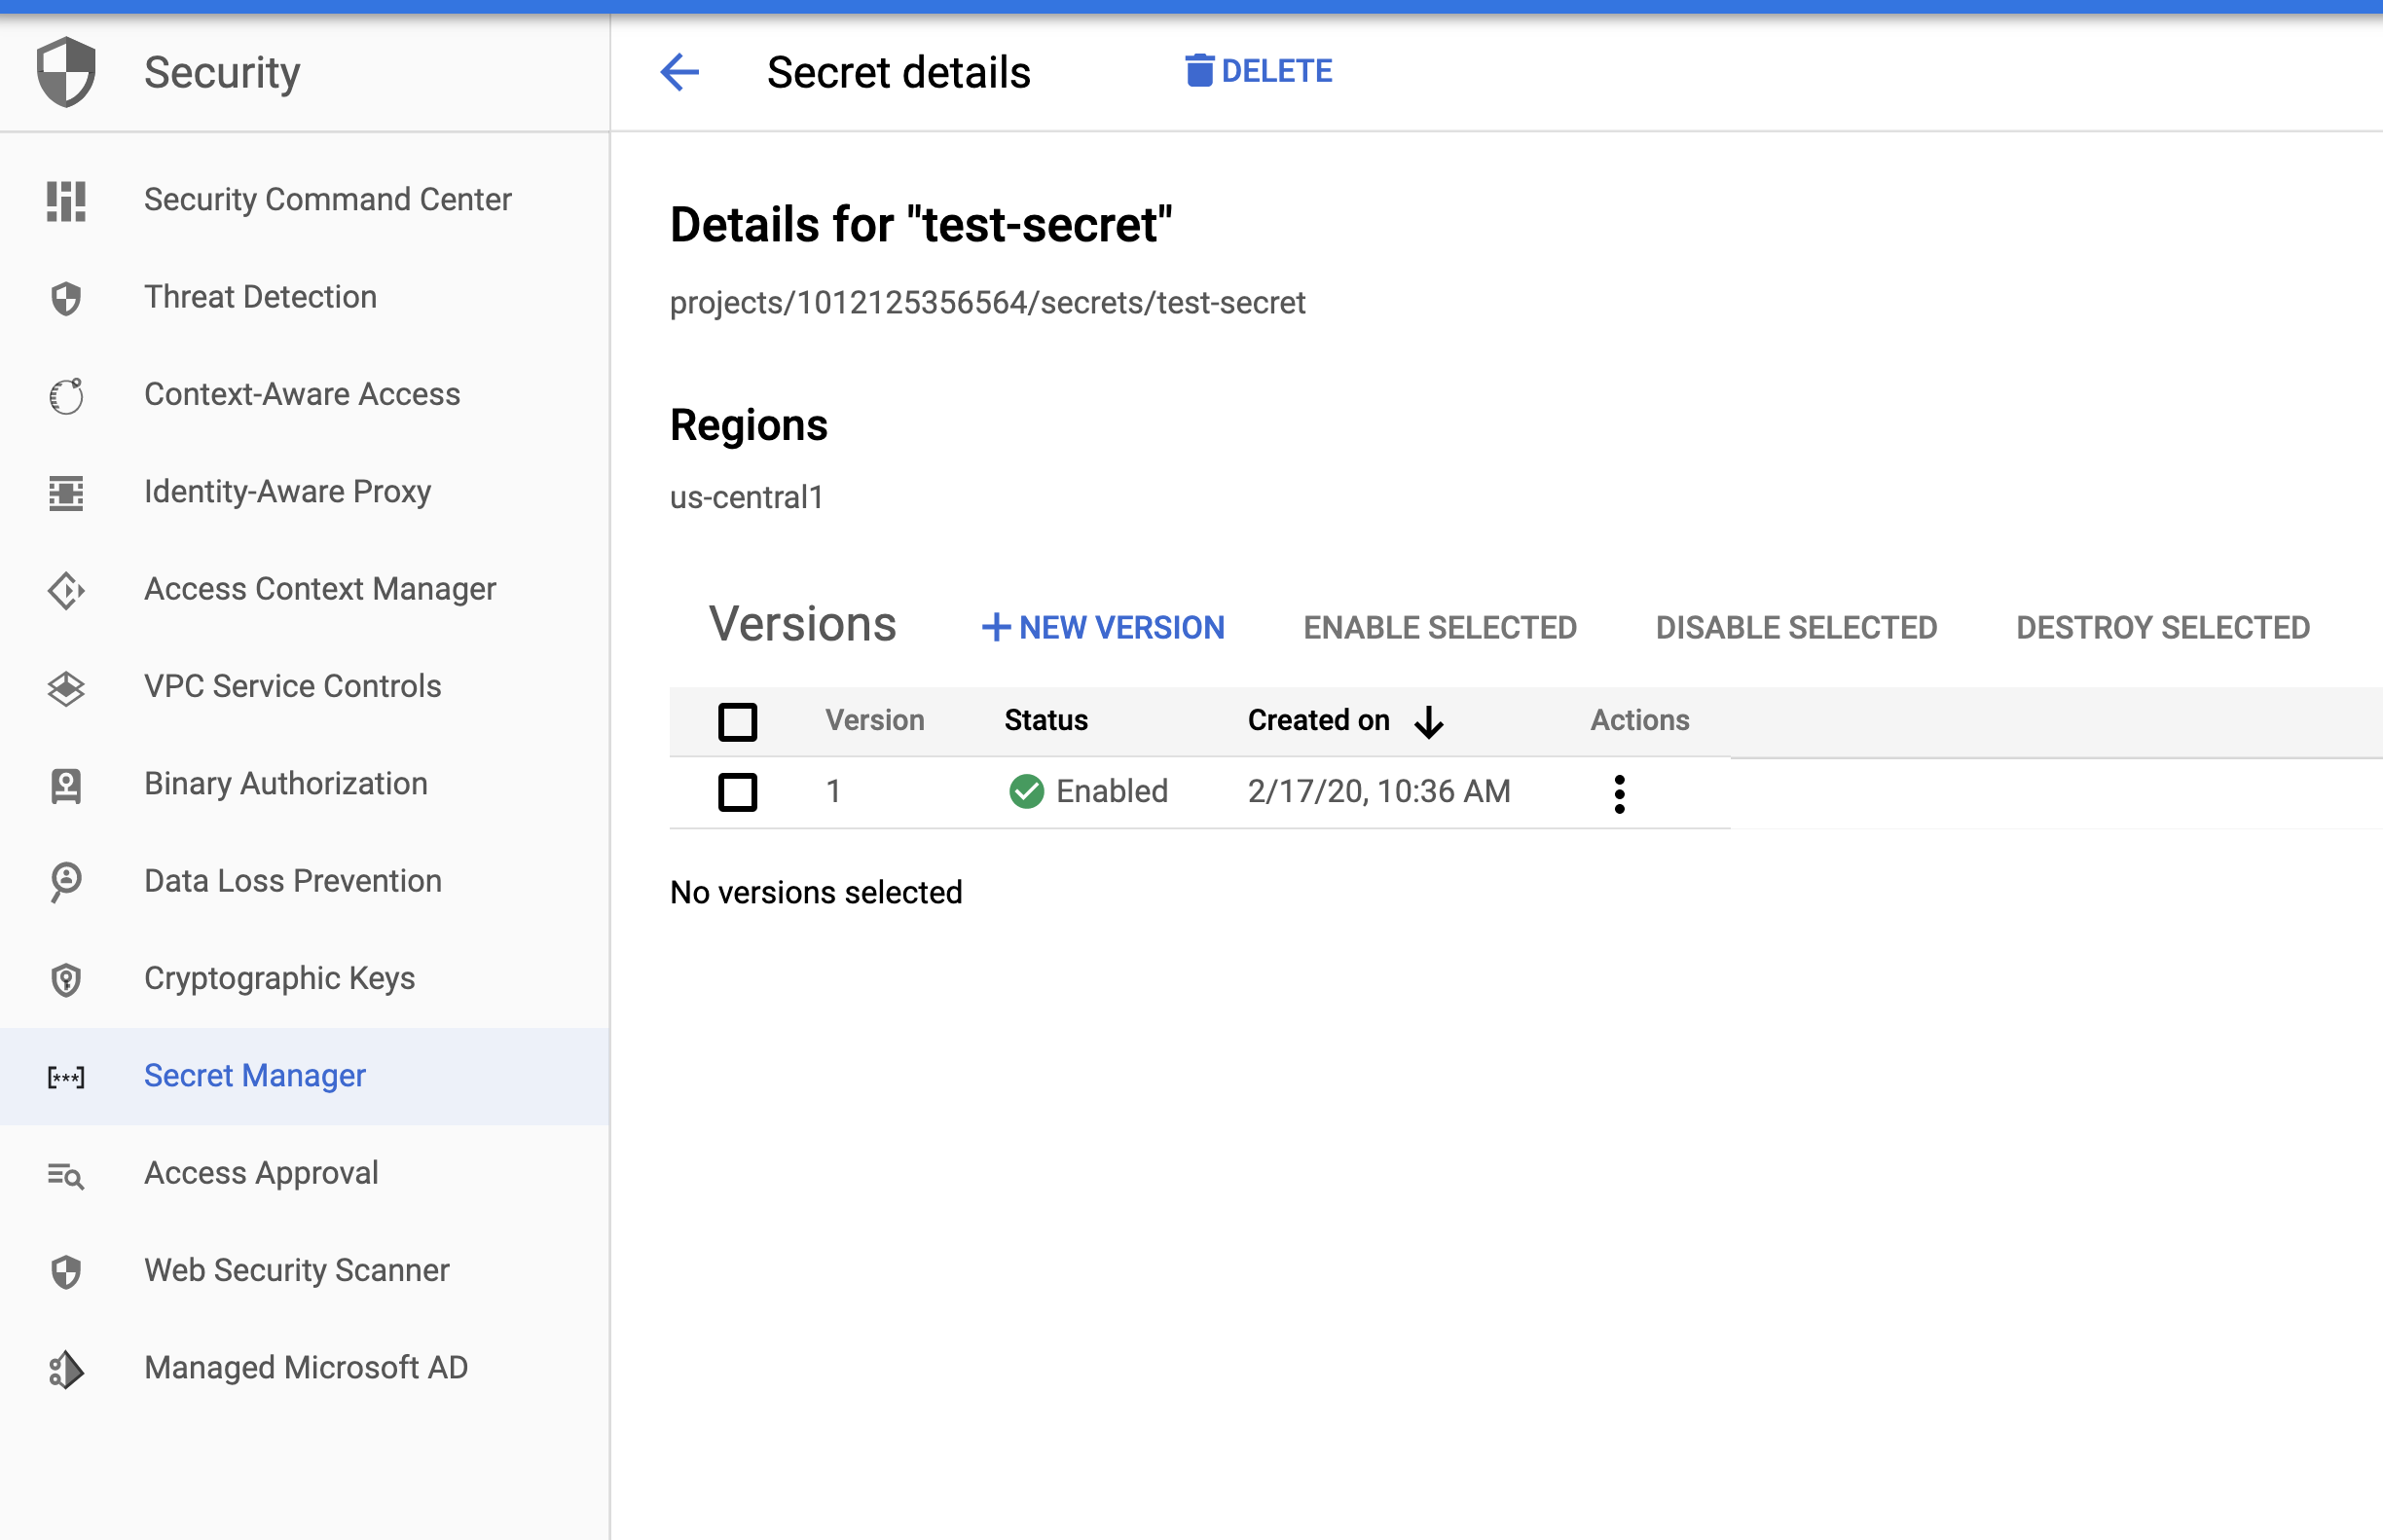 Security
Secret details
DELETE
Security Command Center
Threat Detection
Context-Aware Access
Identity-Aware Proxy
Access Context Manager
VPC Service Controls
Binary Authorization
Data Loss Prevention
Cryptographic Keys
[***]
Secret Manager
Access Approval
Web Security Scanner
Managed Microsoft AD
Details for "test-secret"
projects/1012125356564/secrets/test-secret
Regions
us-central1
Versions + NEW VERSION ENABLE SELECTED DISABLE SELECTED DESTROY SELECTED
Version Status Created on Actions
1 Enabled 2/17/20, 10:36 AM
No versions selected